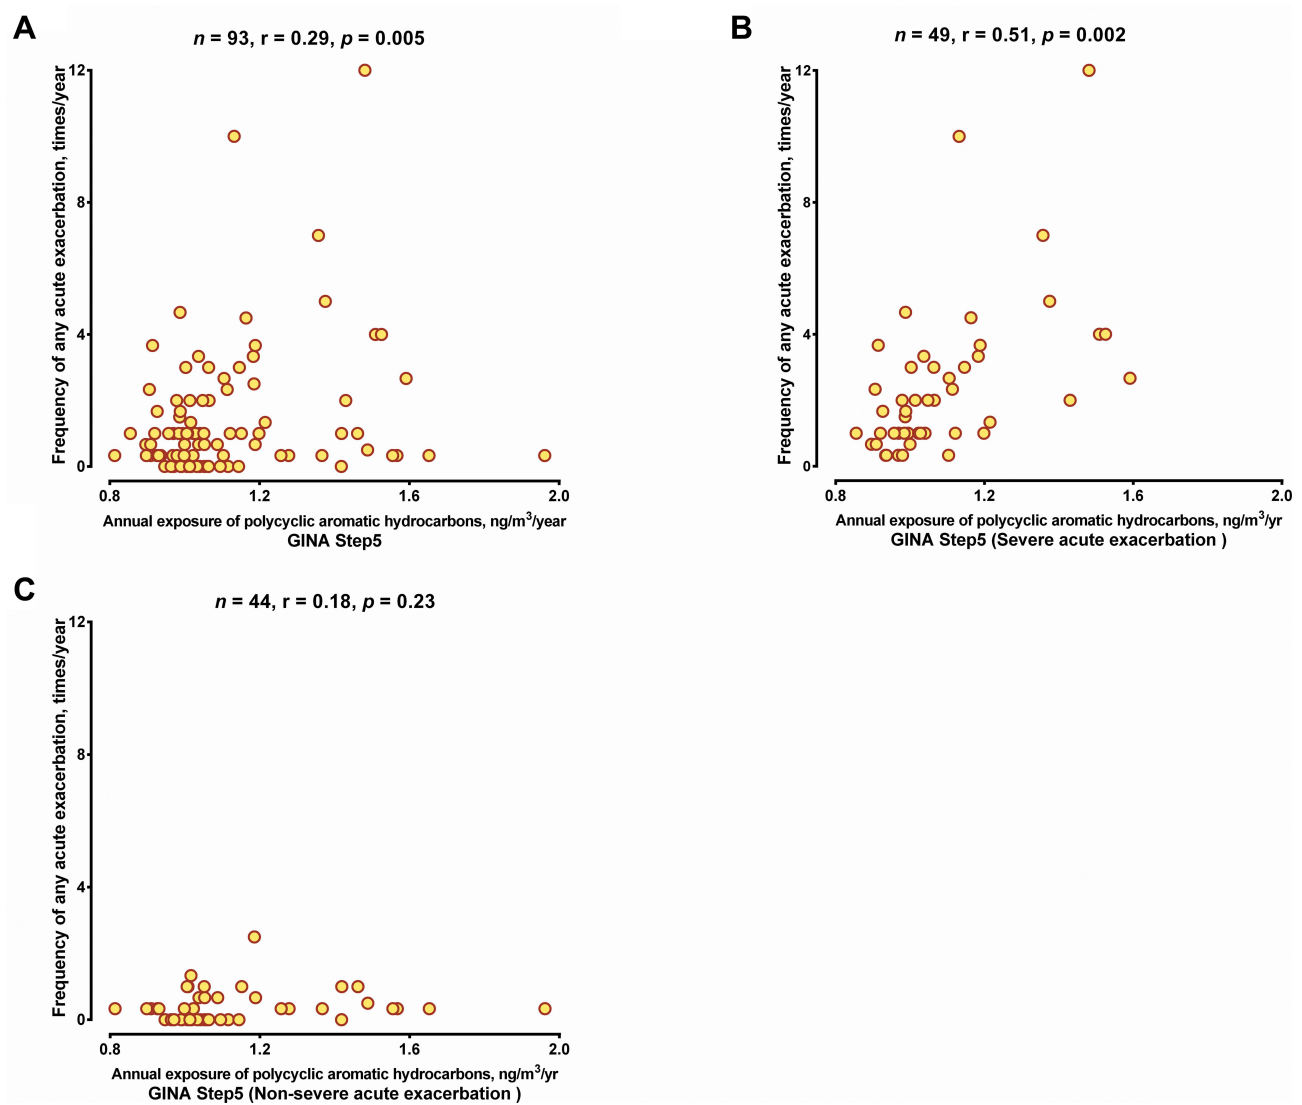 A
n = 93, r = 0.29, p = 0.005
Frequency of any acute exacerbation, times/year
12
8
4
0
0.8 1.2 1.6 2.0
Annual exposure of polycyclic aromatic hydrocarbons, ng/m³/year
GINA Step5
B
n = 49, r = 0.51, p = 0.002
Frequency of any acute exacerbation, times/year
12
8
4
0
0.8 1.2 1.6 2.0
Annual exposure of polycyclic aromatic hydrocarbons, ng/m³/yr
GINA Step5 (Severe acute exacerbation )
C
n = 44, r = 0.18, p = 0.23
Frequency of any acute exacerbation, times/year
12
8
4
0
0.8 1.2 1.6 2.0
Annual exposure of polycyclic aromatic hydrocarbons, ng/m³/yr
GINA Step5 (Non-severe acute exacerbation )